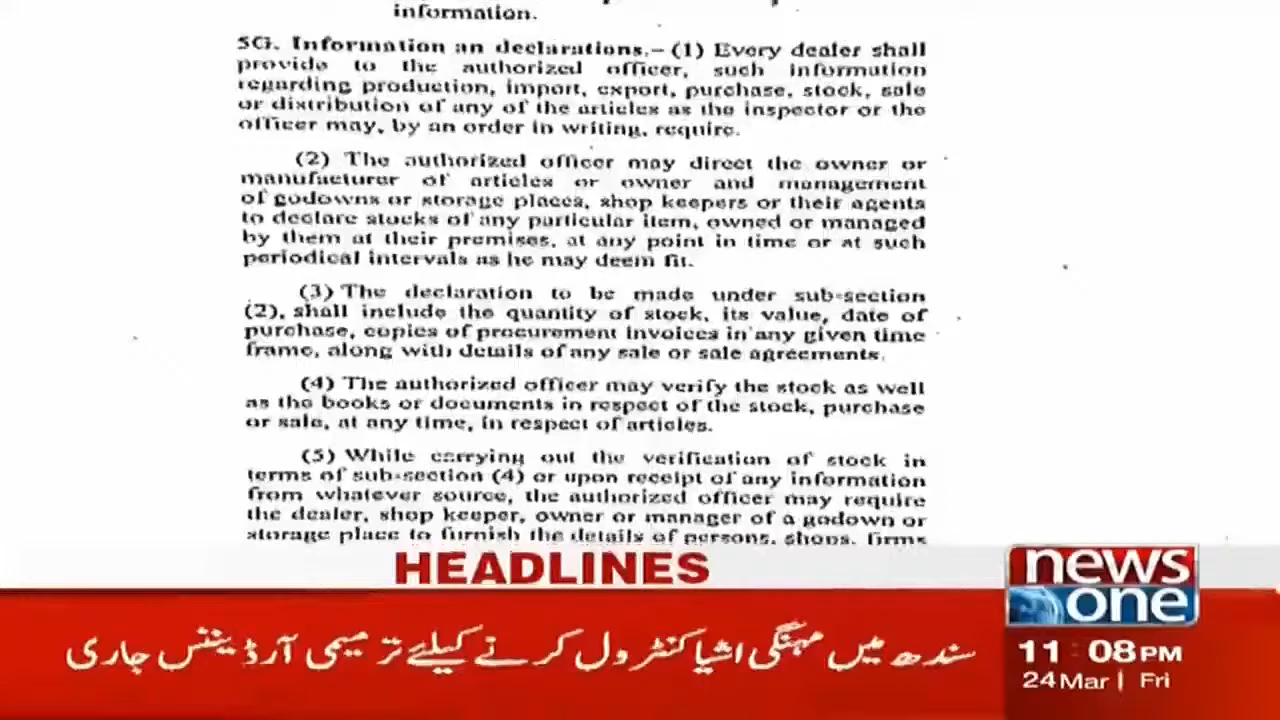 information.
5G. Information an declarations.– (1) Every dealer shall
provide to the authorized officer, such information
regarding production, import, export, purchase, stock, sale
or distribution of any of the articles as the inspector or the
officer may, by an order in writing, require.
(2) The authorized officer may direct the owner or
manufacturer of articles or owner and management
of godowns or storage places, shop keepers or their agents
to declare stocks of any particular item, owned or managed
by them at their premises, at any point in time or at such
periodical intervals as he may deem fit.
(3) The declaration to be made under sub-section
(2), shall include the quantity of stock, its value, date of
purchase, copies of procurement invoices in any given time
frame, along with details of any sale or sale agreements.
(4) The authorized officer may verify the stock as well
as the books or documents in respect of the stock, purchase
or sale, at any time, in respect of articles.
(5) While carrying out the verification of stock in
terms of sub-section (4) or upon receipt of any information
from whatever source, the authorized officer may require
the dealer, shop keeper, owner or manager of a godown or
storage place to furnish the details of persons, shops, firms
HEADLINES
news
one
سندھ میں مہنگی اشیا کنٹرول کرنے کیلئے ترمیمی آرڈیننس جاری
11:08PM
24 Mar | Fri